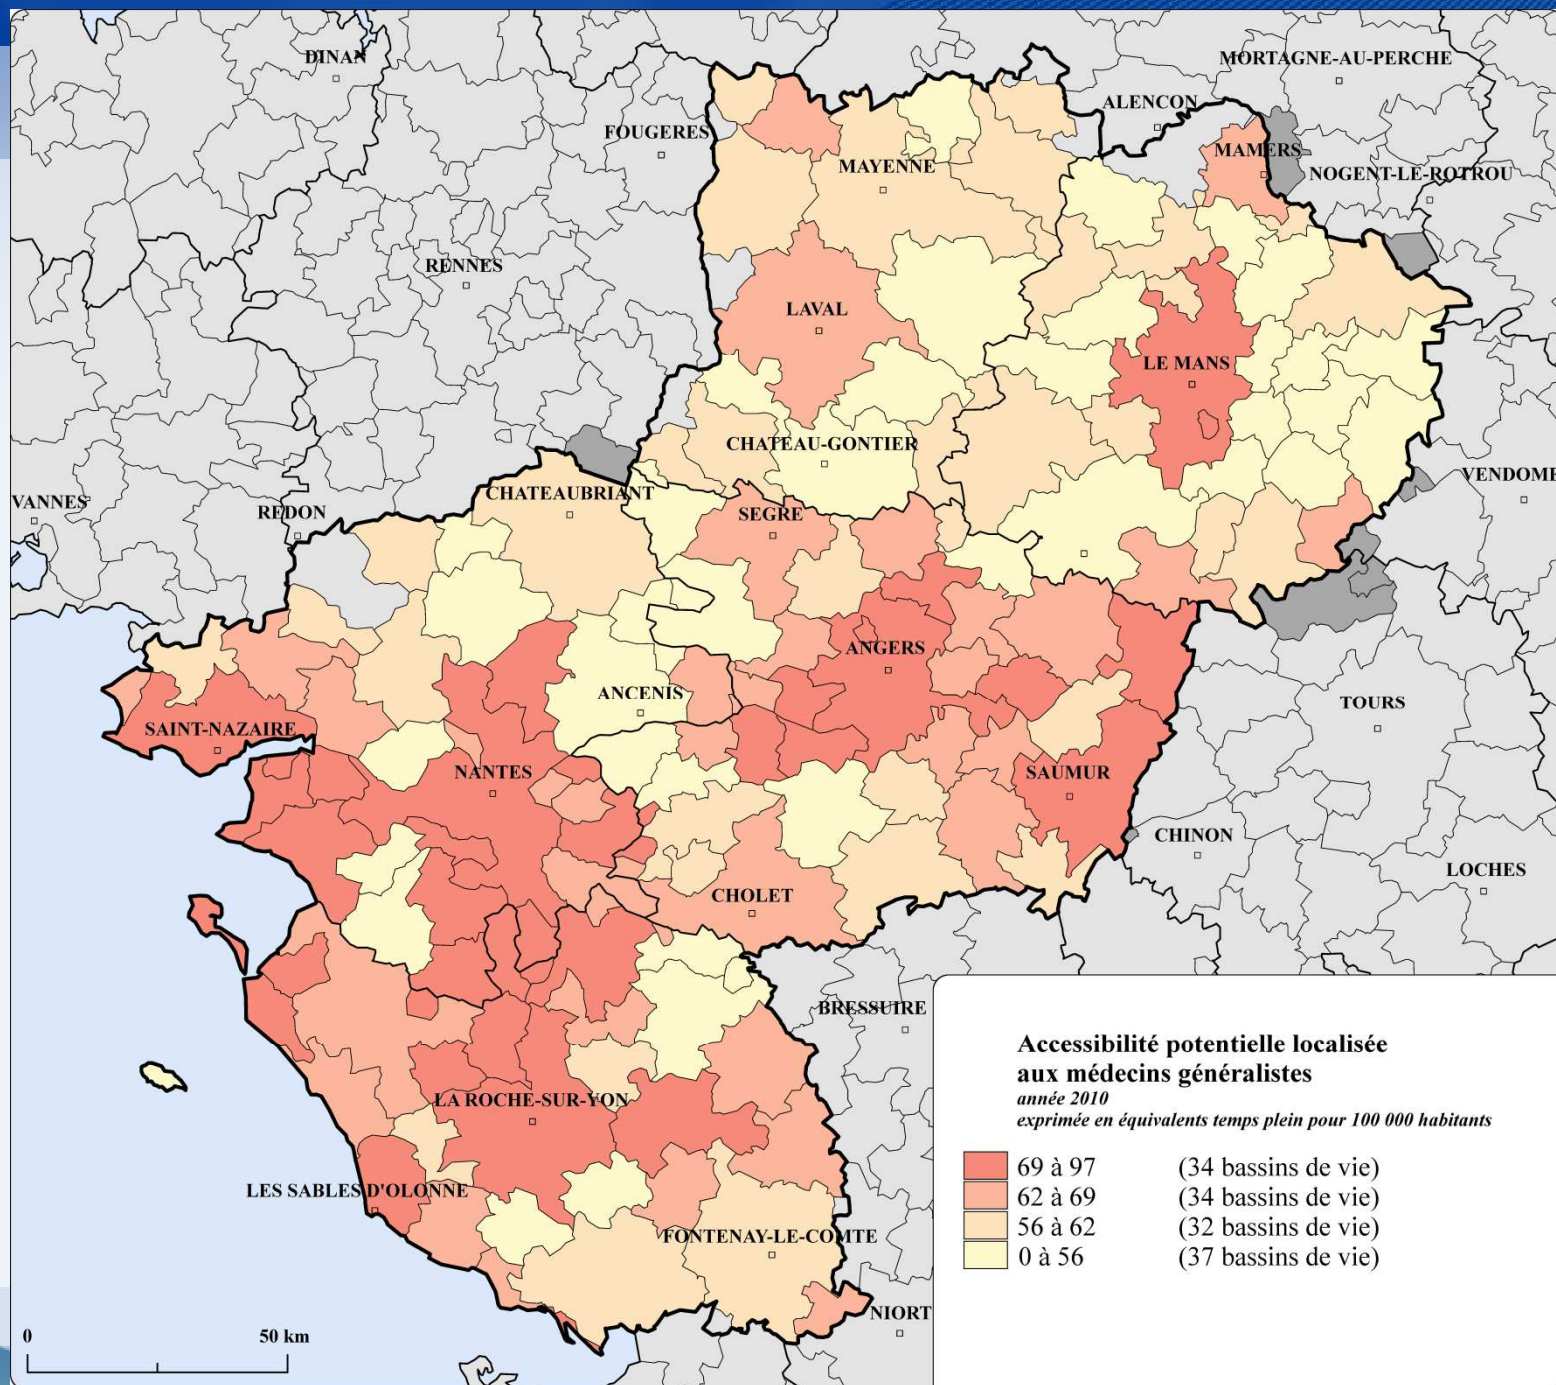 DINAN
MORTAGNE-AU-PERCHE
ALENCON
FOUGERES
MAMERS
MAYENNE
NOGENT-LE-ROTROU
RENNES
LAVAL
LE MANS
CHATEAU-GONTIER
VENDOME
CHATEAUBRIANT
VANNES
REDON
SEGRE
ANGERS
ANCENIS
TOURS
SAINT-NAZAIRE
NANTES
SAUMUR
CHINON
LOCHES
CHOLET
BRESSUIRE
LA ROCHE-SUR-YON
LES SABLES D'OLONNE
FONTENAY-LE-COMTE
NIORT
0 50 km
Accessibilité potentielle localisée
aux médecins généralistes
année 2010
exprimée en équivalents temps plein pour 100 000 habitants
69 à 97 (34 bassins de vie)
62 à 69 (34 bassins de vie)
56 à 62 (32 bassins de vie)
0 à 56 (37 bassins de vie)